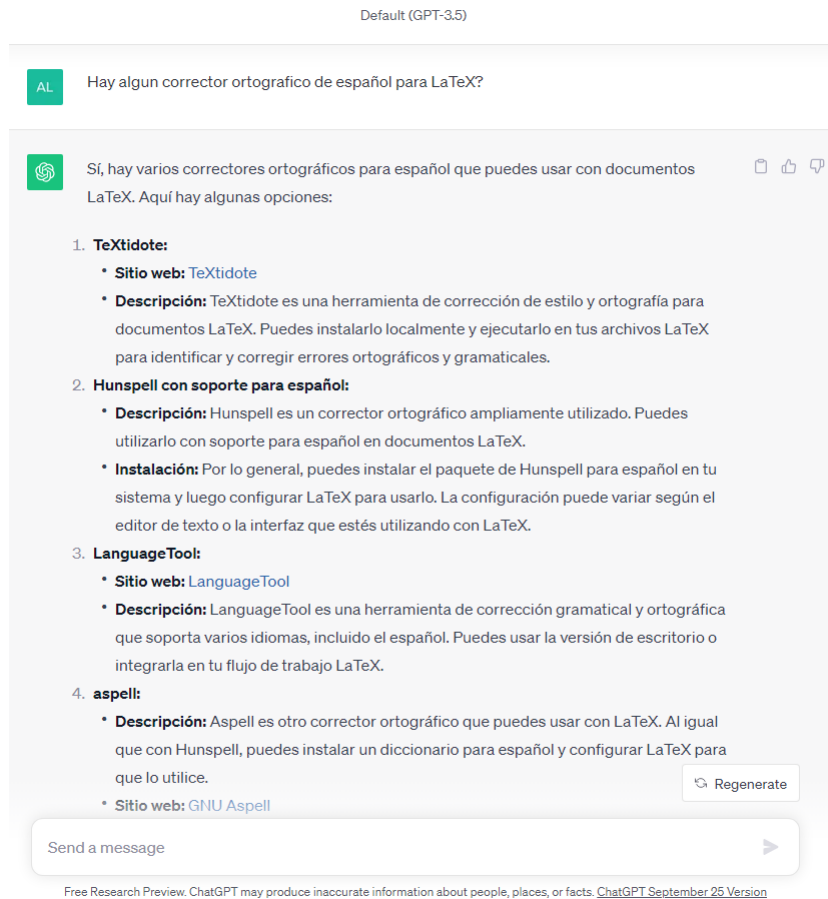 Default (GPT-3.5)
AL
Hay algun corrector ortografico de español para LaTeX?
Sí, hay varios correctores ortográficos para español que puedes usar con documentos
LaTeX. Aquí hay algunas opciones:
1. TeXtidote:
• Sitio web: TeXtidote
• Descripción: TeXtidote es una herramienta de corrección de estilo y ortografía para
documentos LaTeX. Puedes instalarlo localmente y ejecutarlo en tus archivos LaTeX
para identificar y corregir errores ortográficos y gramaticales.
2. Hunspell con soporte para español:
• Descripción: Hunspell es un corrector ortográfico ampliamente utilizado. Puedes
utilizarlo con soporte para español en documentos LaTeX.
• Instalación: Por lo general, puedes instalar el paquete de Hunspell para español en tu
sistema y luego configurar LaTeX para usarlo. La configuración puede variar según el
editor de texto o la interfaz que estés utilizando con LaTeX.
3. LanguageTool:
• Sitio web: LanguageTool
• Descripción: LanguageTool es una herramienta de corrección gramatical y ortográfica
que soporta varios idiomas, incluido el español. Puedes usar la versión de escritorio o
integrarla en tu flujo de trabajo LaTeX.
4. aspell:
• Descripción: Aspell es otro corrector ortográfico que puedes usar con LaTeX. Al igual
que con Hunspell, puedes instalar un diccionario para español y configurar LaTeX para
que lo utilice.
Regenerate
• Sitio web: GNU Aspell
Send a message
Free Research Preview. ChatGPT may produce inaccurate information about people, places, or facts. ChatGPT September 25 Version